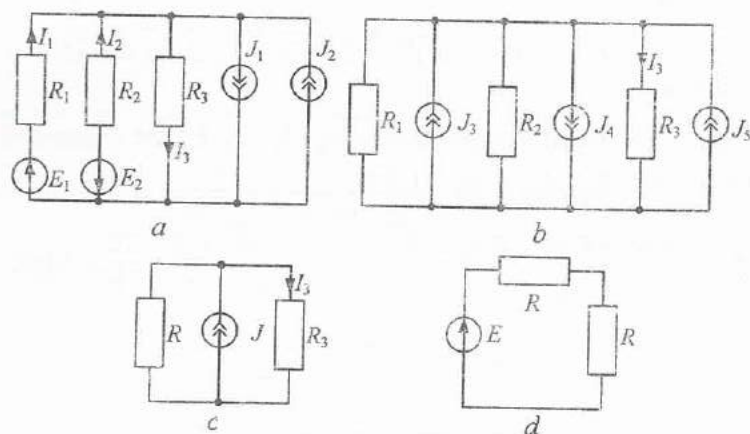 I1 I2 J1 J2
R1 R2 R3
I3
E1 E2
a
I3
R1 J3 R2 J4 R3 J5
b
I3
R J R3
c
R
E R
d